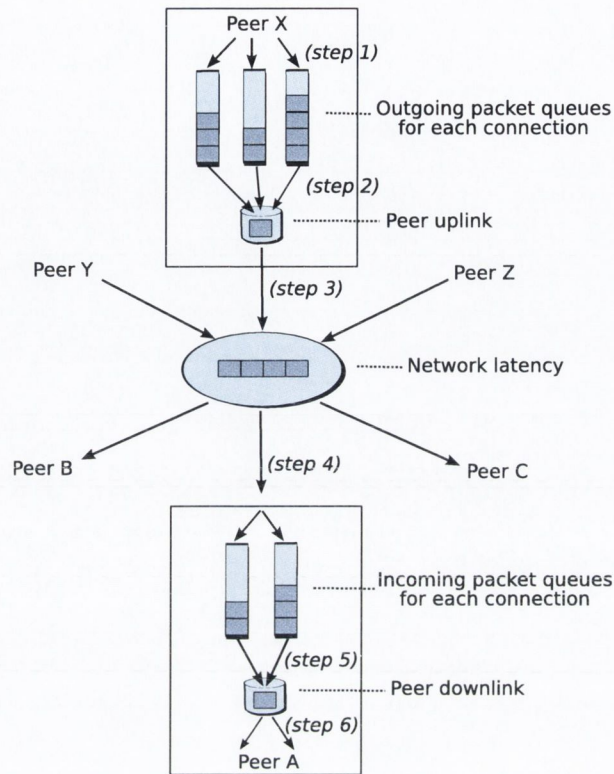 Peer X
(step 1)
Outgoing packet queues
for each connection
(step 2)
Peer uplink
Peer Y
(step 3)
Peer Z
Network latency
Peer B
(step 4)
Peer C
Incoming packet queues
for each connection
(step 5)
Peer downlink
(step 6)
Peer A